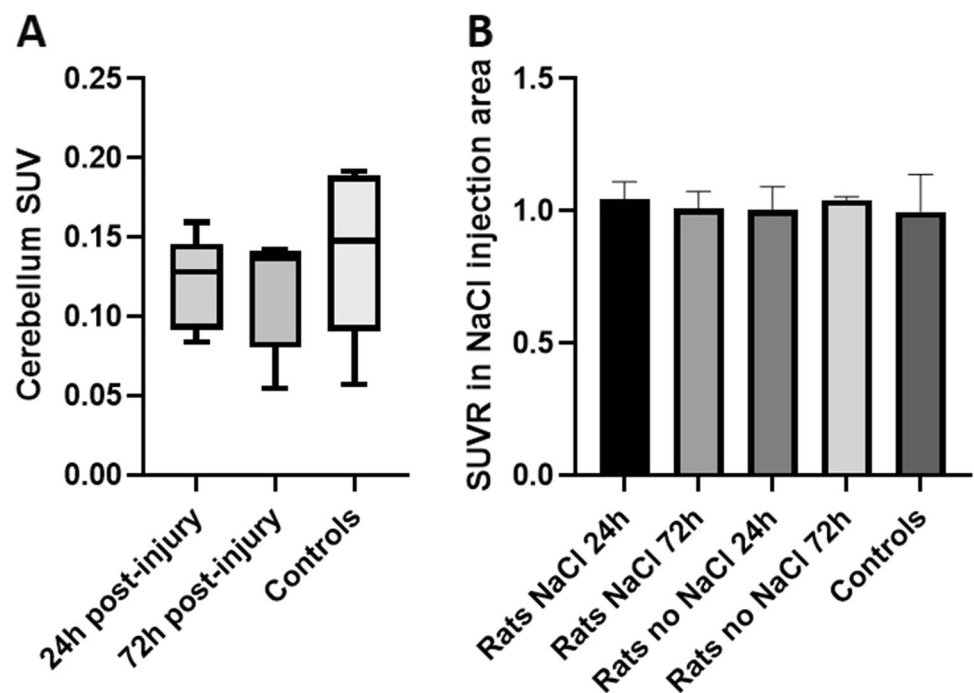 A
Cerebellum SUV
0.25
0.20
0.15
0.10
0.05
0.00
24h post-injury
72h post-injury
Controls
B
SUVR in NaCl injection area
1.5
1.0
0.5
0.0
Rats NaCl 24h
Rats NaCl 72h
Rats no NaCl 24h
Rats no NaCl 72h
Controls